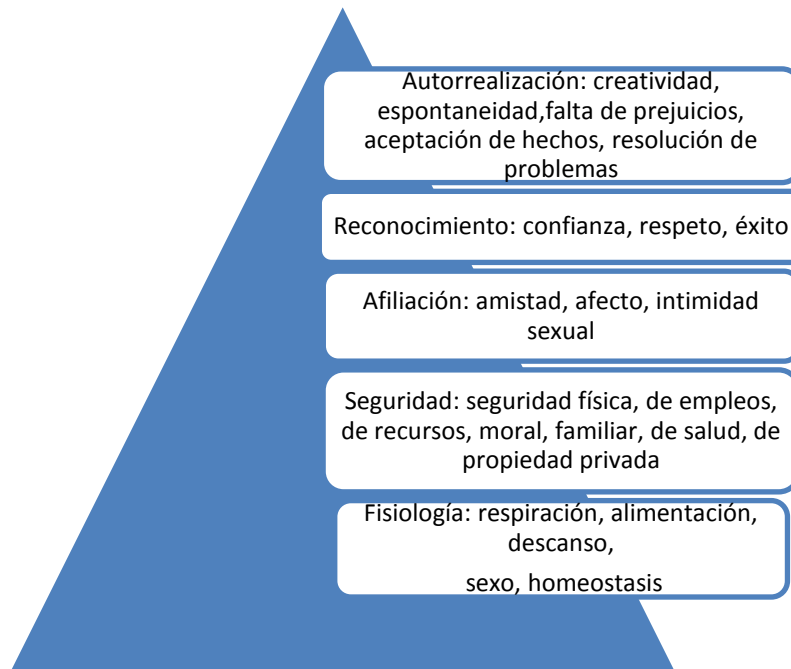 Autorrealización: creatividad,
espontaneidad,falta de prejuicios,
aceptación de hechos, resolución de
problemas
Reconocimiento: confianza, respeto, éxito
Afiliación: amistad, afecto, intimidad
sexual
Seguridad: seguridad física, de empleos,
de recursos, moral, familiar, de salud, de
propiedad privada
Fisiología: respiración, alimentación,
descanso,
sexo, homeostasis